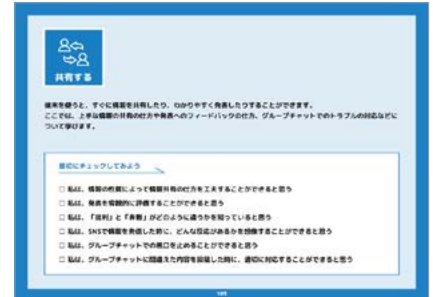 共有する
端末を使うと、すぐに情報を共有したり、わかりやすく発表したりすることができます。
ここでは、上手な情報の共有の仕方や発表へのフィードバックの仕方、グループチャットでのトラブルの対応などに
ついて学びます。
最初にチェックしてみよう
□ 私は、情報の性質によって情報共有の仕方を工夫することができると思う
□ 私は、発表を客観的に評価することができると思う
□ 私は、「批判」と「非難」がどのように違うかを知っていると思う
□ 私は、SNSで情報を発信した時に、どんな反応があるかを想像することができると思う
□ 私は、グループチャットでの悪口を止めることができると思う
□ 私は、グループチャットに間違えた内容を投稿した時に、適切に対応することができると思う